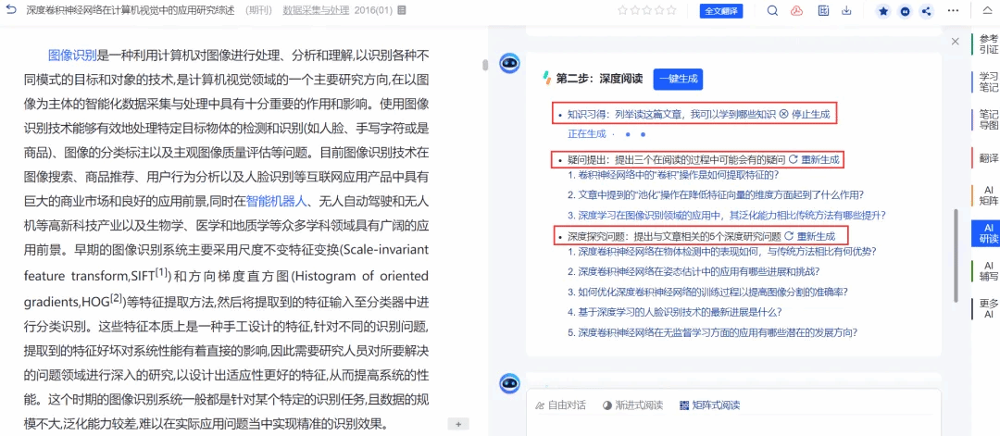 深度卷积神经网络在计算机视觉中的应用研究综述 (期刊) 数据采集与处理 2016(01)
全文翻译
图像识别是一种利用计算机对图像进行处理、分析和理解,以识别各种不
同模式的目标和对象的技术,是计算机视觉领域的一个主要研究方向,在以图
像为主体的智能化数据采集与处理中具有十分重要的作用和影响。使用图像
识别技术能够有效地处理特定目标物体的检测和识别(如人脸、手写字符或是
商品)、图像的分类标注以及主观图像质量评估等问题。目前图像识别技术在
图像搜索、商品推荐、用户行为分析以及人脸识别等互联网应用产品中具有
巨大的商业市场和良好的应用前景,同时在智能机器人、无人自动驾驶和无人
机等高新科技产业以及生物学、医学和地质学等众多学科领域具有广阔的应
用前景。早期的图像识别系统主要采用尺度不变特征变换(Scale-invariant
feature transform,SIFT[1])和方向梯度直方图(Histogram of oriented
gradients,HOG[2])等特征提取方法,然后将提取到的特征输入至分类器中进
行分类识别。这些特征本质上是一种手工设计的特征,针对不同的识别问题,
提取到的特征好坏对系统性能有着直接的影响,因此需要研究人员对所要解决
的问题领域进行深入的研究,以设计出适应性更好的特征,从而提高系统的性
能。这个时期的图像识别系统一般都是针对某个特定的识别任务,且数据的规
模不大,泛化能力较差,难以在实际应用问题当中实现精准的识别效果。
第二步：深度阅读 一键生成
• 知识习得：列举读这篇文章，我可以学到哪些知识 停止生成
正在生成
• 疑问提出：提出三个在阅读的过程中可能会有的疑问 重新生成
1. 卷积神经网络中的“卷积”操作是如何提取特征的?
2. 文章中提到的“池化”操作在降低特征向量的维度方面起到了什么作用?
3. 深度学习在图像识别领域的应用中，其泛化能力相比传统方法有哪些提升?
• 深度探究问题：提出与文章相关的5个深度研究问题 重新生成
1. 深度卷积神经网络在物体检测中的表现如何，与传统方法相比有何优势?
2. 深度卷积神经网络在姿态估计中的应用有哪些进展和挑战?
3. 如何优化深度卷积神经网络的训练过程以提高图像分割的准确率?
4. 基于深度学习的人脸识别技术的最新进展是什么?
5. 深度卷积神经网络在无监督学习方面的应用有哪些潜在的发展方向?
自由对话 渐进式阅读 矩阵式阅读
参考
引证
学习
笔记
笔记
导图
翻译
AI
矩阵
AI
研读
AI
辅写
更多
AI